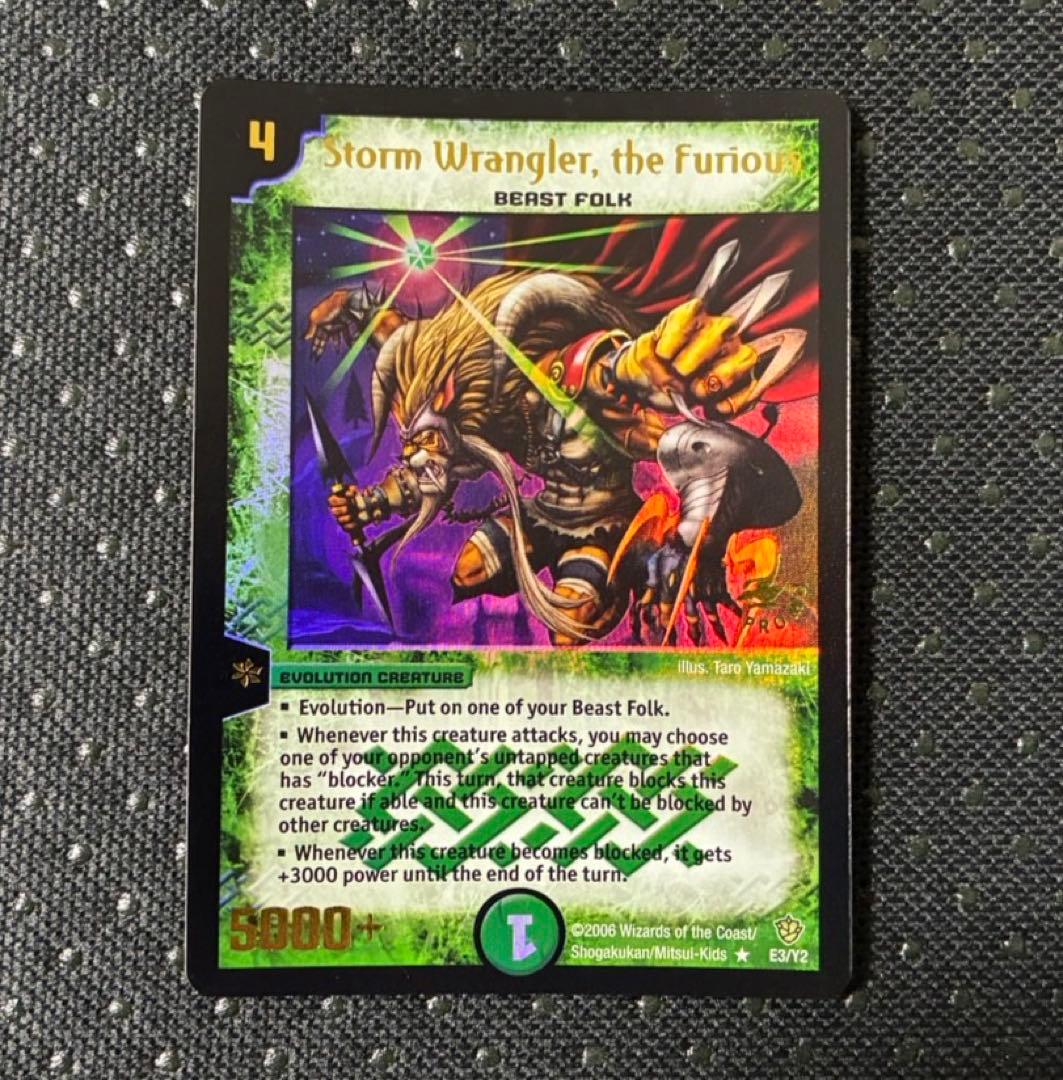 4
Storm Wrangler, the Furious
BEAST FOLK
illus. Taro Yamazaki
EVOLUTION CREATURE
▪ Evolution—Put on one of your Beast Folk.
▪ Whenever this creature attacks, you may choose
one of your opponent's untapped creatures that
has "blocker." This turn, that creature blocks this
creature if able and this creature can't be blocked by
other creatures.
▪ Whenever this creature becomes blocked, it gets
+3000 power until the end of the turn.
5000+
1
©2006 Wizards of the Coast/
Shogakukan/Mitsui-Kids ★ E3/Y2